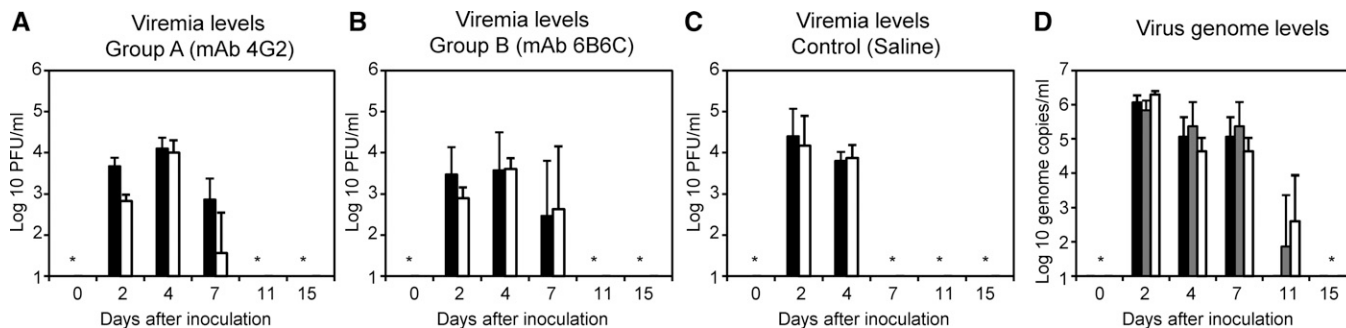 A
Viremia levels
Group A (mAb 4G2)
Log 10 PFU/ml
6
5
4
3
2
1
*
*
*
0 2 4 7 11 15
Days after inoculation
B
Viremia levels
Group B (mAb 6B6C)
Log 10 PFU/ml
6
5
4
3
2
1
*
*
*
0 2 4 7 11 15
Days after inoculation
C
Viremia levels
Control (Saline)
Log 10 PFU/ml
6
5
4
3
2
1
*
*
*
*
0 2 4 7 11 15
Days after inoculation
D
Virus genome levels
Log 10 genome copies/ml
7
6
5
4
3
2
1
*
*
0 2 4 7 11 15
Days after inoculation